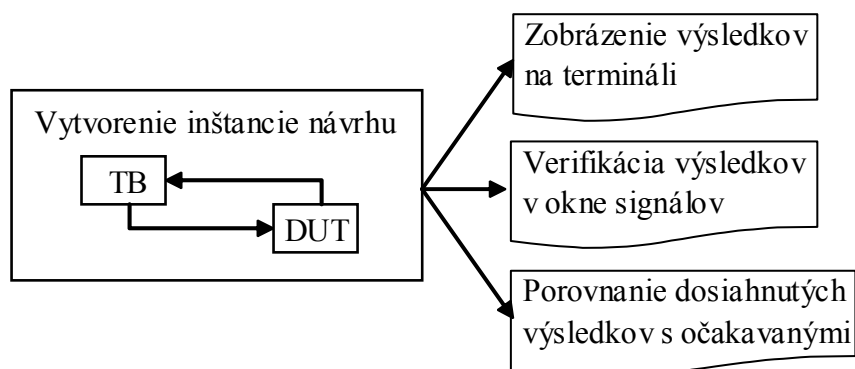 Vytvorenie inštancie návrhu
TB
DUT
Zobrázenie výsledkov
na termináli
Verifikácia výsledkov
v okne signálov
Porovnanie dosiahnutých
výsledkov s očakavanými